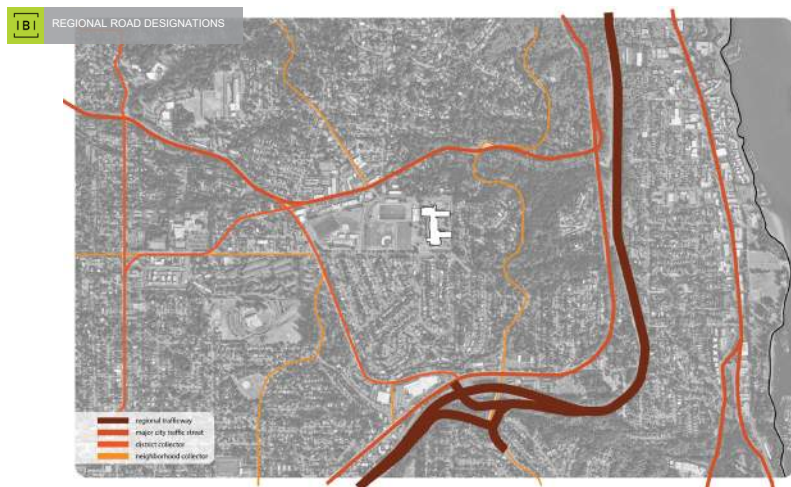 IBI REGIONAL ROAD DESIGNATIONS
regional trafficway
major city traffic street
district collector
neighborhood collector